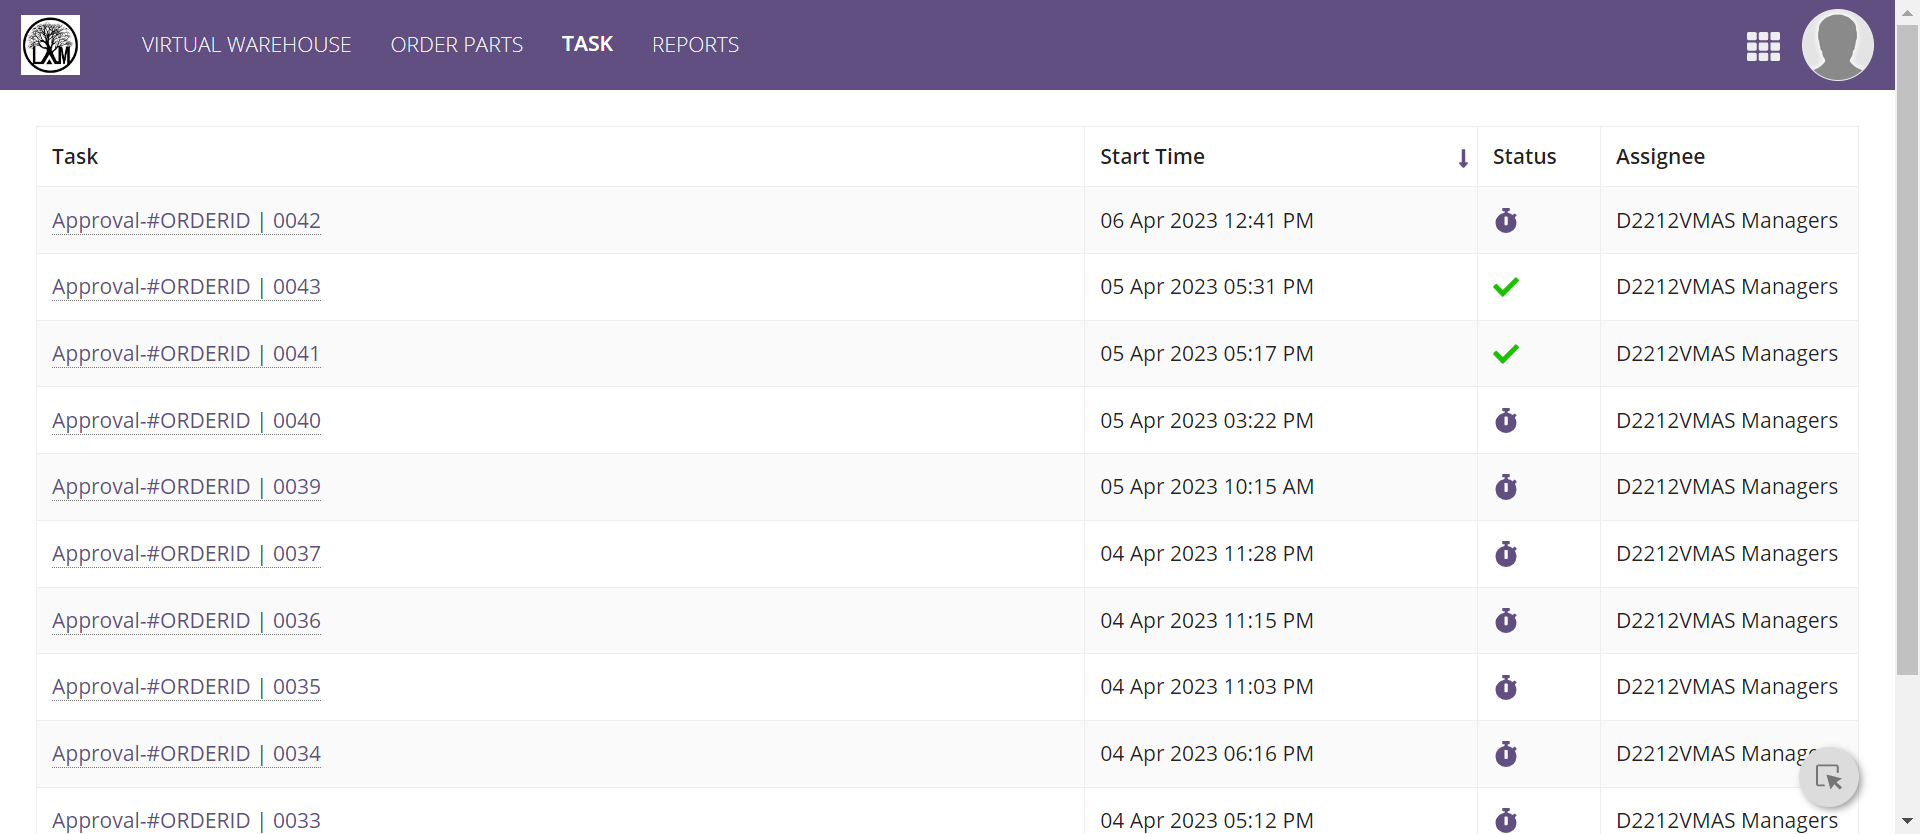 LAM
VIRTUAL WAREHOUSE ORDER PARTS TASK REPORTS
Task Start Time Status Assignee
Approval-#ORDERID | 0042 06 Apr 2023 12:41 PM D2212VMAS Managers
Approval-#ORDERID | 0043 05 Apr 2023 05:31 PM D2212VMAS Managers
Approval-#ORDERID | 0041 05 Apr 2023 05:17 PM D2212VMAS Managers
Approval-#ORDERID | 0040 05 Apr 2023 03:22 PM D2212VMAS Managers
Approval-#ORDERID | 0039 05 Apr 2023 10:15 AM D2212VMAS Managers
Approval-#ORDERID | 0037 04 Apr 2023 11:28 PM D2212VMAS Managers
Approval-#ORDERID | 0036 04 Apr 2023 11:15 PM D2212VMAS Managers
Approval-#ORDERID | 0035 04 Apr 2023 11:03 PM D2212VMAS Managers
Approval-#ORDERID | 0034 04 Apr 2023 06:16 PM D2212VMAS Manage
Approval-#ORDERID | 0033 04 Apr 2023 05:12 PM D2212VMAS Managers